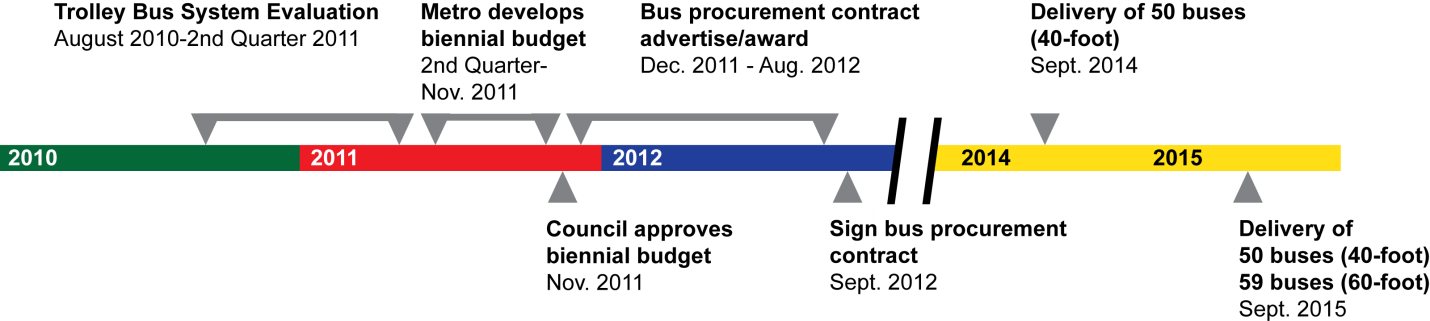 Trolley Bus System Evaluation
August 2010-2nd Quarter 2011
Metro develops
biennial budget
2nd Quarter-
Nov. 2011
Bus procurement contract
advertise/award
Dec. 2011 - Aug. 2012
Delivery of 50 buses
(40-foot)
Sept. 2014
2010
2011
2012
2014
2015
Council approves
biennial budget
Nov. 2011
Sign bus procurement
contract
Sept. 2012
Delivery of
50 buses (40-foot)
59 buses (60-foot)
Sept. 2015